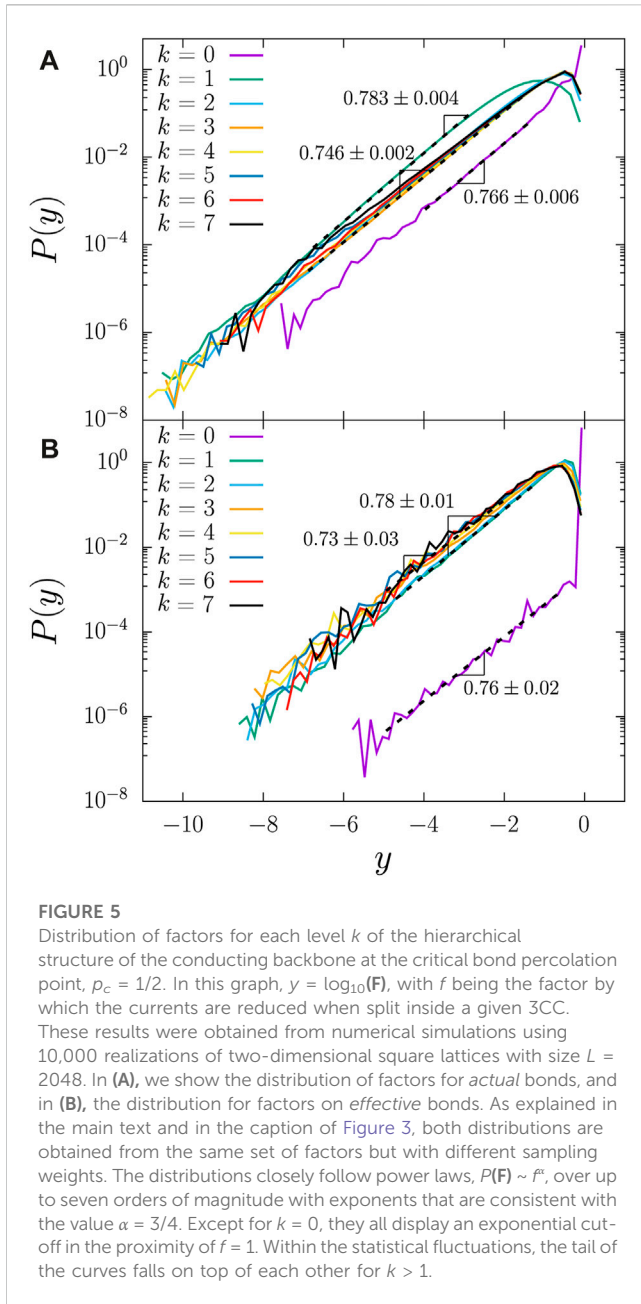 A
k = 0
k = 1
k = 2
k = 3
k = 4
k = 5
k = 6
k = 7
0.783 ± 0.004
0.746 ± 0.002
0.766 ± 0.006
P(y)
10^0
10^−2
10^−4
10^−6
10^−8
B
k = 0
k = 1
k = 2
k = 3
k = 4
k = 5
k = 6
k = 7
0.78 ± 0.01
0.73 ± 0.03
0.76 ± 0.02
P(y)
10^0
10^−2
10^−4
10^−6
10^−8
−10 −8 −6 −4 −2 0
y
FIGURE 5
Distribution of factors for each level k of the hierarchical
structure of the conducting backbone at the critical bond percolation
point, p_c = 1/2. In this graph, y = log₁₀(F), with f being the factor by
which the currents are reduced when split inside a given 3CC.
These results were obtained from numerical simulations using
10,000 realizations of two-dimensional square lattices with size L =
2048. In (A), we show the distribution of factors for actual bonds, and
in (B), the distribution for factors on effective bonds. As explained in
the main text and in the caption of Figure 3, both distributions are
obtained from the same set of factors but with different sampling
weights. The distributions closely follow power laws, P(F) ~ f^α, over up
to seven orders of magnitude with exponents that are consistent with
the value α = 3/4. Except for k = 0, they all display an exponential cut-
off in the proximity of f = 1. Within the statistical fluctuations, the tail of
the curves falls on top of each other for k > 1.